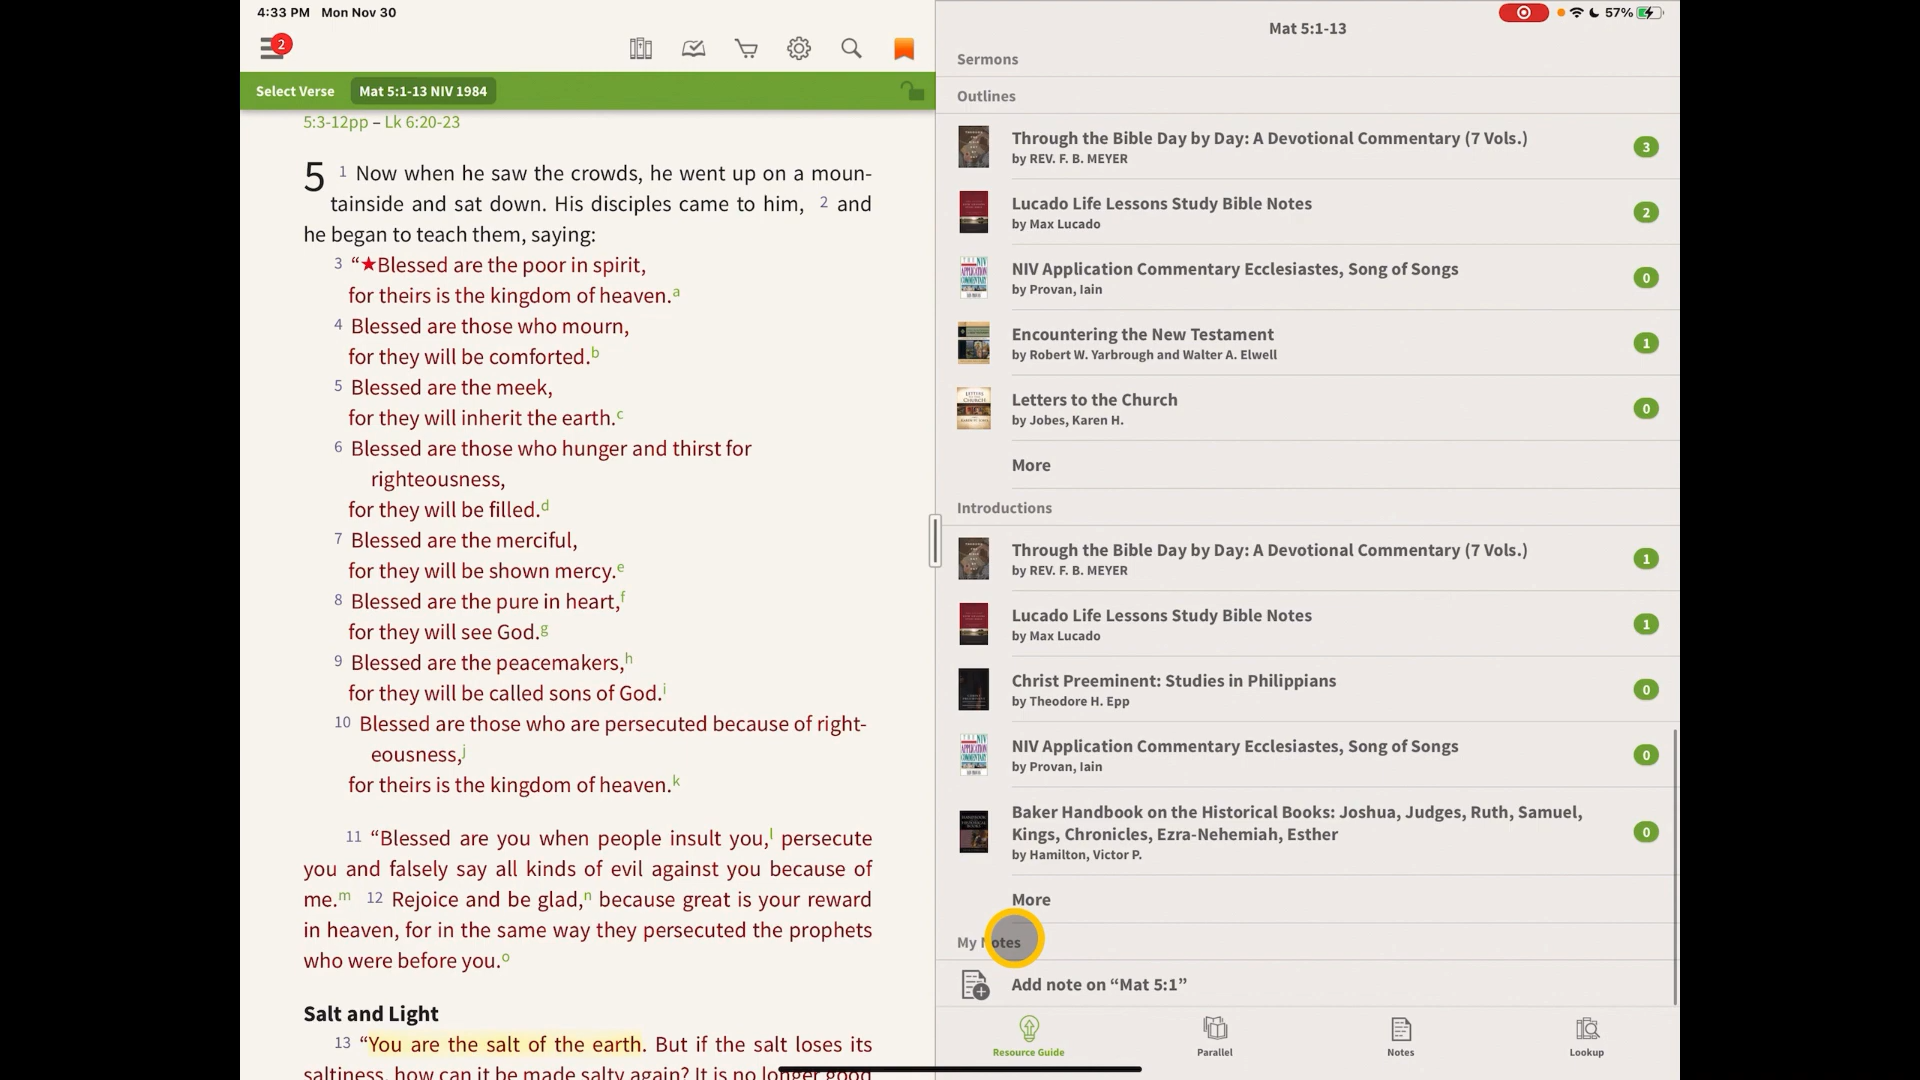 4:33 PM Mon Nov 30
2
Select Verse Mat 5:1-13 NIV 1984
5:3-12pp – Lk 6:20-23
5 1 Now when he saw the crowds, he went up on a moun-
tainside and sat down. His disciples came to him, 2 and
he began to teach them, saying:
3 “★Blessed are the poor in spirit,
for theirs is the kingdom of heaven.a
4 Blessed are those who mourn,
for they will be comforted.b
5 Blessed are the meek,
for they will inherit the earth.c
6 Blessed are those who hunger and thirst for
righteousness,
for they will be filled.d
7 Blessed are the merciful,
for they will be shown mercy.e
8 Blessed are the pure in heart,f
for they will see God.g
9 Blessed are the peacemakers,h
for they will be called sons of God.i
10 Blessed are those who are persecuted because of right-
eousness,j
for theirs is the kingdom of heaven.k
11 “Blessed are you when people insult you,l persecute
you and falsely say all kinds of evil against you because of
me.m 12 Rejoice and be glad,n because great is your reward
in heaven, for in the same way they persecuted the prophets
who were before you.o
Salt and Light
13 “You are the salt of the earth. But if the salt loses its
saltiness, how can it be made salty again? It is no longer good
57%
Mat 5:1-13
Sermons
Outlines
Through the Bible Day by Day: A Devotional Commentary (7 Vols.)
by REV. F. B. MEYER
3
Lucado Life Lessons Study Bible Notes
by Max Lucado
2
NIV Application Commentary Ecclesiastes, Song of Songs
by Provan, Iain
0
Encountering the New Testament
by Robert W. Yarbrough and Walter A. Elwell
1
Letters to the Church
by Jobes, Karen H.
0
More
Introductions
Through the Bible Day by Day: A Devotional Commentary (7 Vols.)
by REV. F. B. MEYER
1
Lucado Life Lessons Study Bible Notes
by Max Lucado
1
Christ Preeminent: Studies in Philippians
by Theodore H. Epp
0
NIV Application Commentary Ecclesiastes, Song of Songs
by Provan, Iain
0
Baker Handbook on the Historical Books: Joshua, Judges, Ruth, Samuel,
Kings, Chronicles, Ezra-Nehemiah, Esther
by Hamilton, Victor P.
0
More
My Notes
Add note on “Mat 5:1”
Resource Guide Parallel Notes Lookup